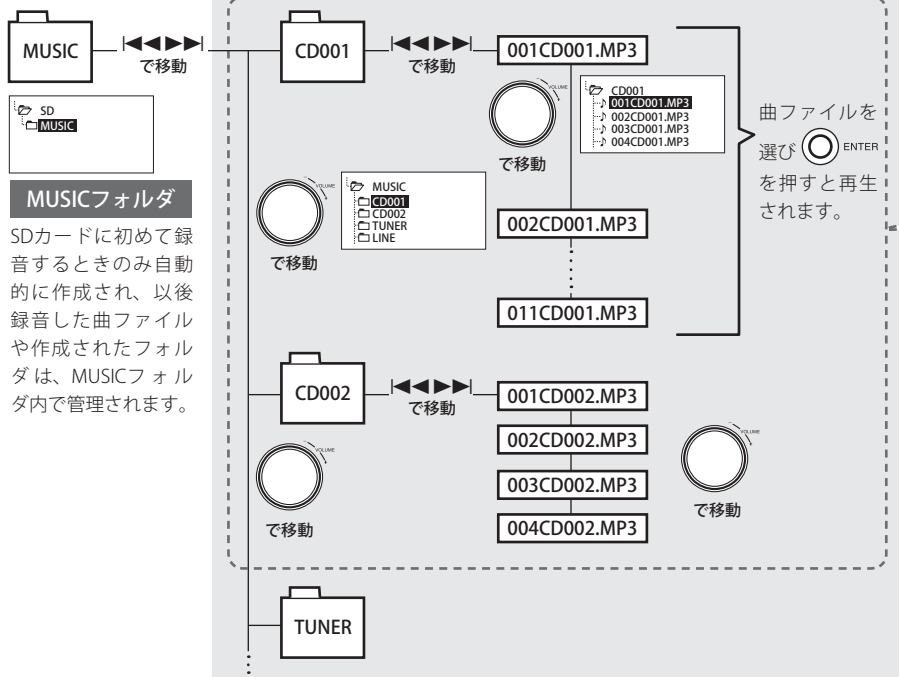 MUSIC
で移動
CD001
で移動
001CD001.MP3
SD
MUSIC
MUSICフォルダ
SDカードに初めて録
音するときのみ自動
的に作成され、以後
録音した曲ファイル
や作成されたフォル
ダは、MUSICフォル
ダ内で管理されます。
VOLUME
で移動
CD001
001CD001.MP3
002CD001.MP3
003CD001.MP3
004CD001.MP3
曲ファイルを
選び ENTER
を押すと再生
されます。
VOLUME
で移動
MUSIC
CD001
CD002
TUNER
LINE
002CD001.MP3
011CD001.MP3
CD002
で移動
001CD002.MP3
002CD002.MP3
003CD002.MP3
004CD002.MP3
VOLUME
で移動
VOLUME
で移動
TUNER